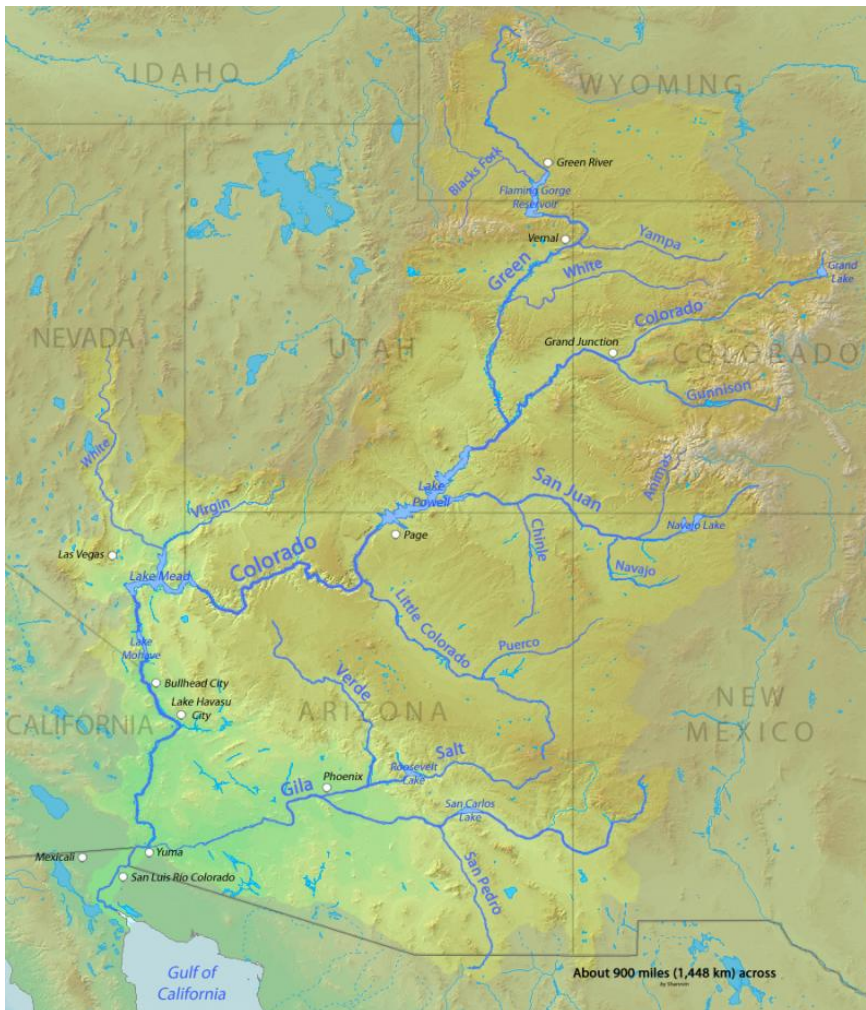 IDAHO
WYOMING
Green River
Blacks Fork
Flaming Gorge
Reservoir
Vernal
Yampa
Green
White
Grand
Lake
Colorado
NEVADA
UTAH
Grand Junction
COLORADO
Gunnison
White
Virgin
Lake
Powell
San Juan
Animas
Navajo Lake
Page
Chinle
Las Vegas
Colorado
Lake Mead
Navajo
Little Colorado
Lake
Mohave
Puerco
Bullhead City
Verde
Lake Havasu
City
CALIFORNIA
ARIZONA
NEW
MEXICO
Salt
Roosevelt
Lake
Phoenix
Gila
San Carlos
Lake
Yuma
Mexicali
San Luis Río Colorado
San Pedro
Gulf of
California
About 900 miles (1,448 km) across
by Shannon